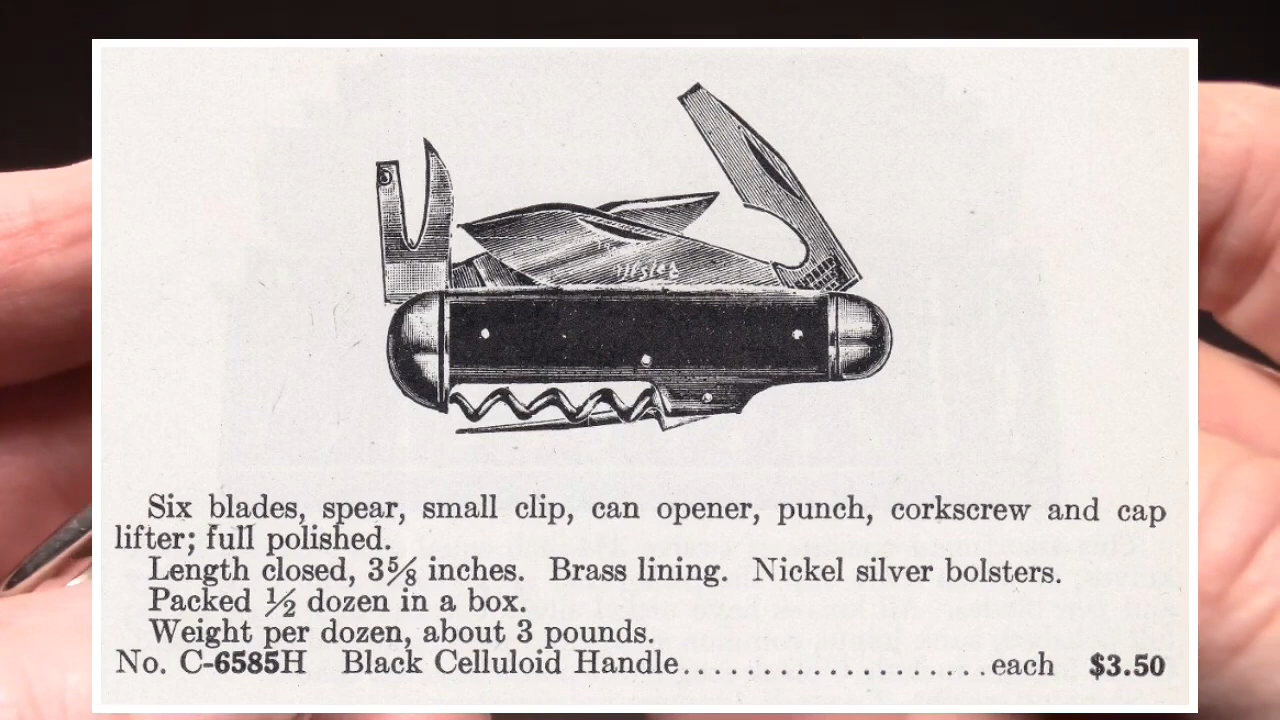 Six blades, spear, small clip, can opener, punch, corkscrew and cap
lifter; full polished.
Length closed, 3⅝ inches. Brass lining. Nickel silver bolsters.
Packed ½ dozen in a box.
Weight per dozen, about 3 pounds.
No. C-6585H Black Celluloid Handle...................each $3.50